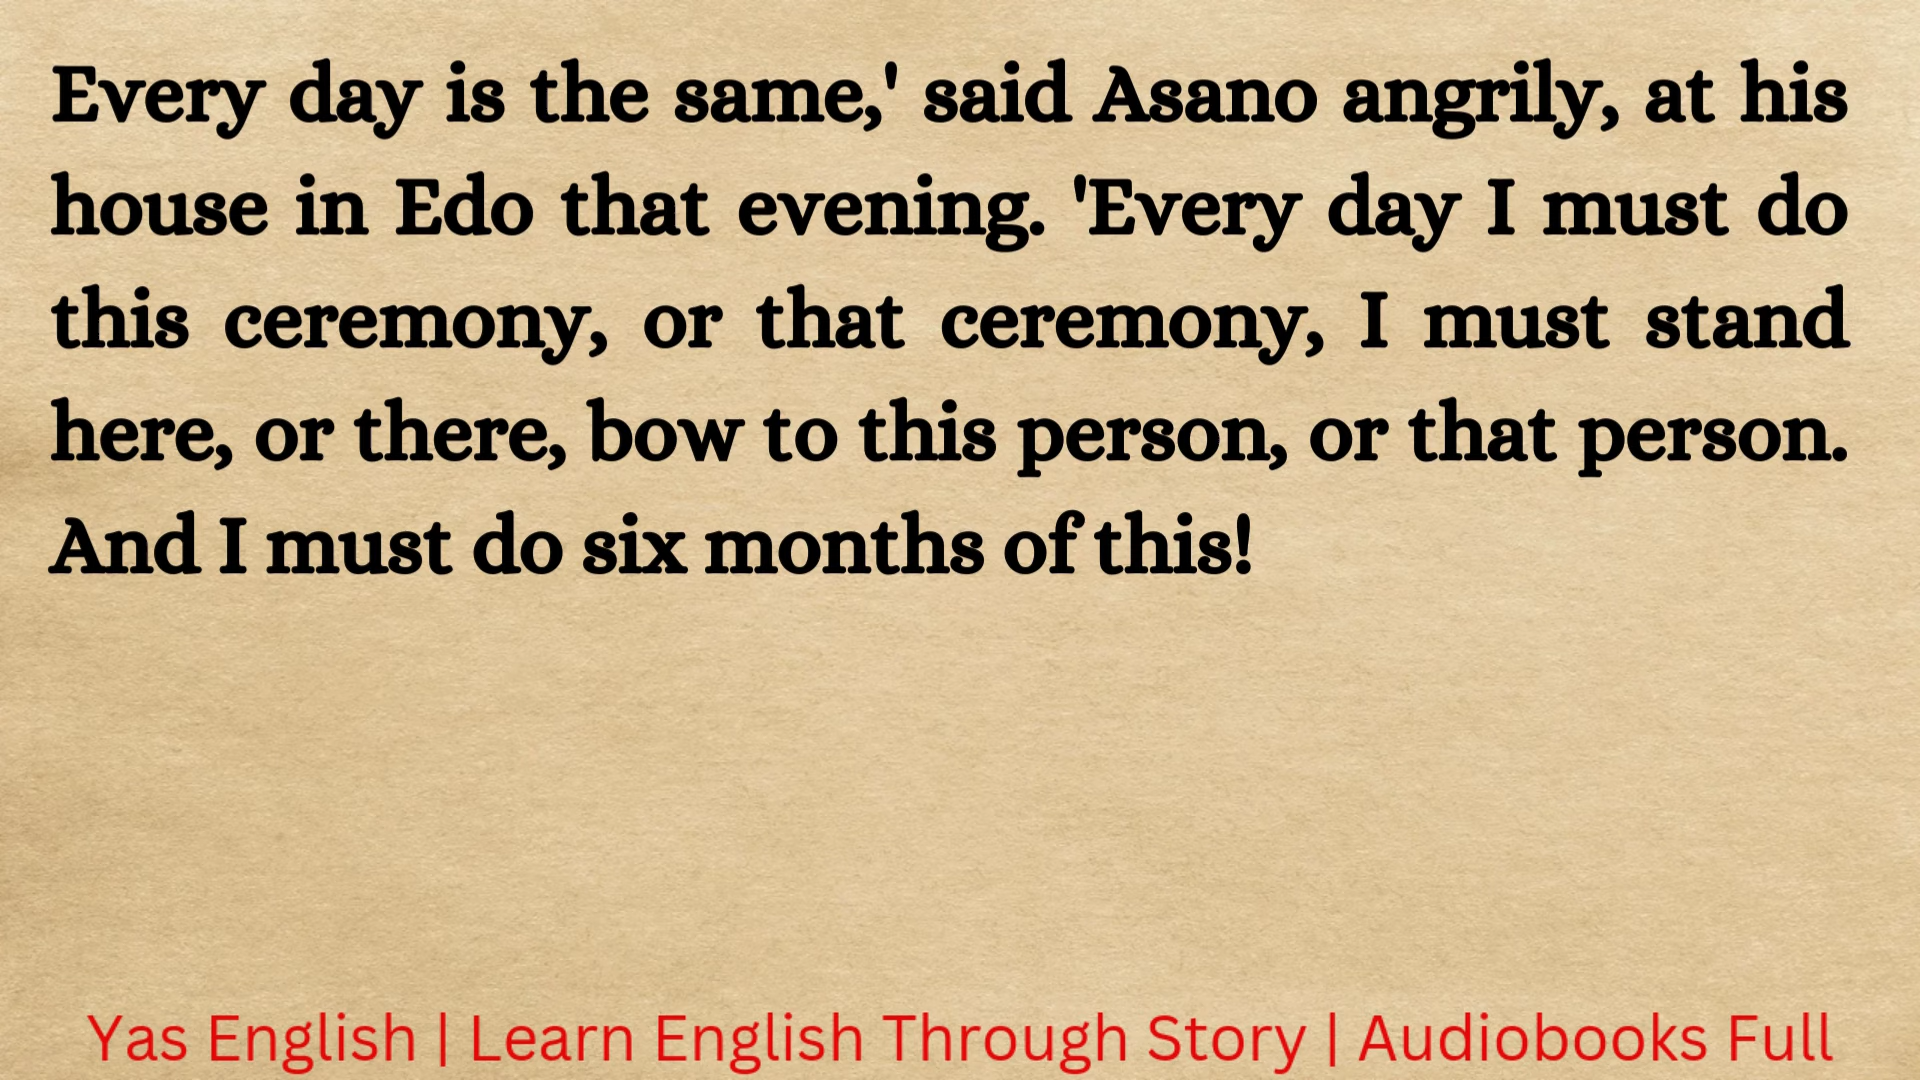 Every day is the same,' said Asano angrily, at his
house in Edo that evening. 'Every day I must do
this ceremony, or that ceremony, I must stand
here, or there, bow to this person, or that person.
And I must do six months of this!
Yas English | Learn English Through Story | Audiobooks Full